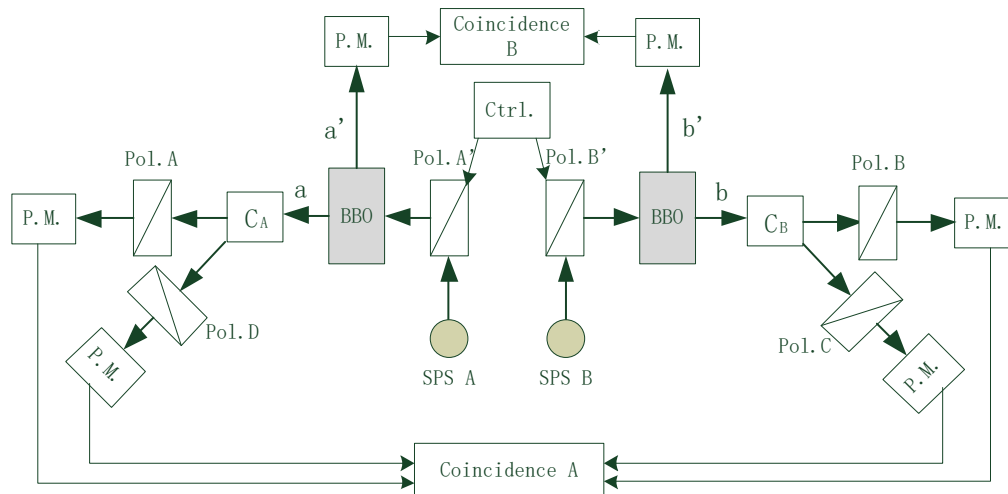 P.M.
Coincidence
B
P.M.
Ctrl.
a'
b'
Pol.A
Pol.A'
Pol.B'
Pol.B
a
b
P.M.
CA
BBO
BBO
CB
P.M.
Pol.D
Pol.C
P.M.
SPS A
SPS B
P.M.
Coincidence A